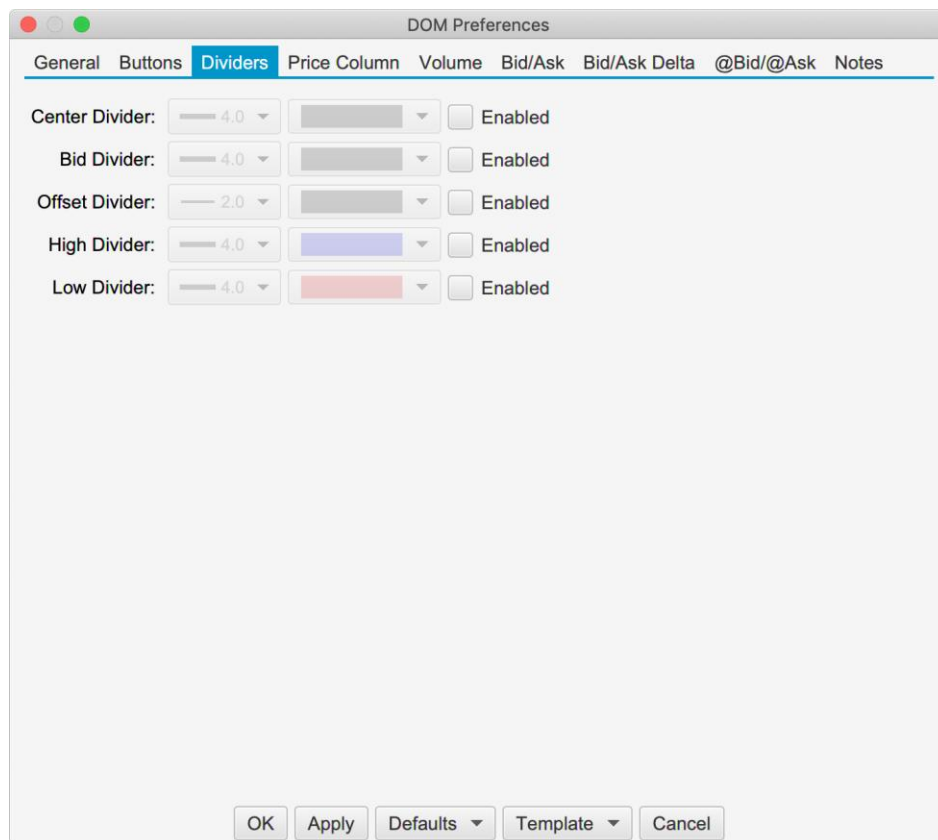 DOM Preferences
General Buttons Dividers Price Column Volume Bid/Ask Bid/Ask Delta @Bid/@Ask Notes
Center Divider: 4.0 Enabled
Bid Divider: 4.0 Enabled
Offset Divider: 2.0 Enabled
High Divider: 4.0 Enabled
Low Divider: 4.0 Enabled
OK Apply Defaults Template Cancel